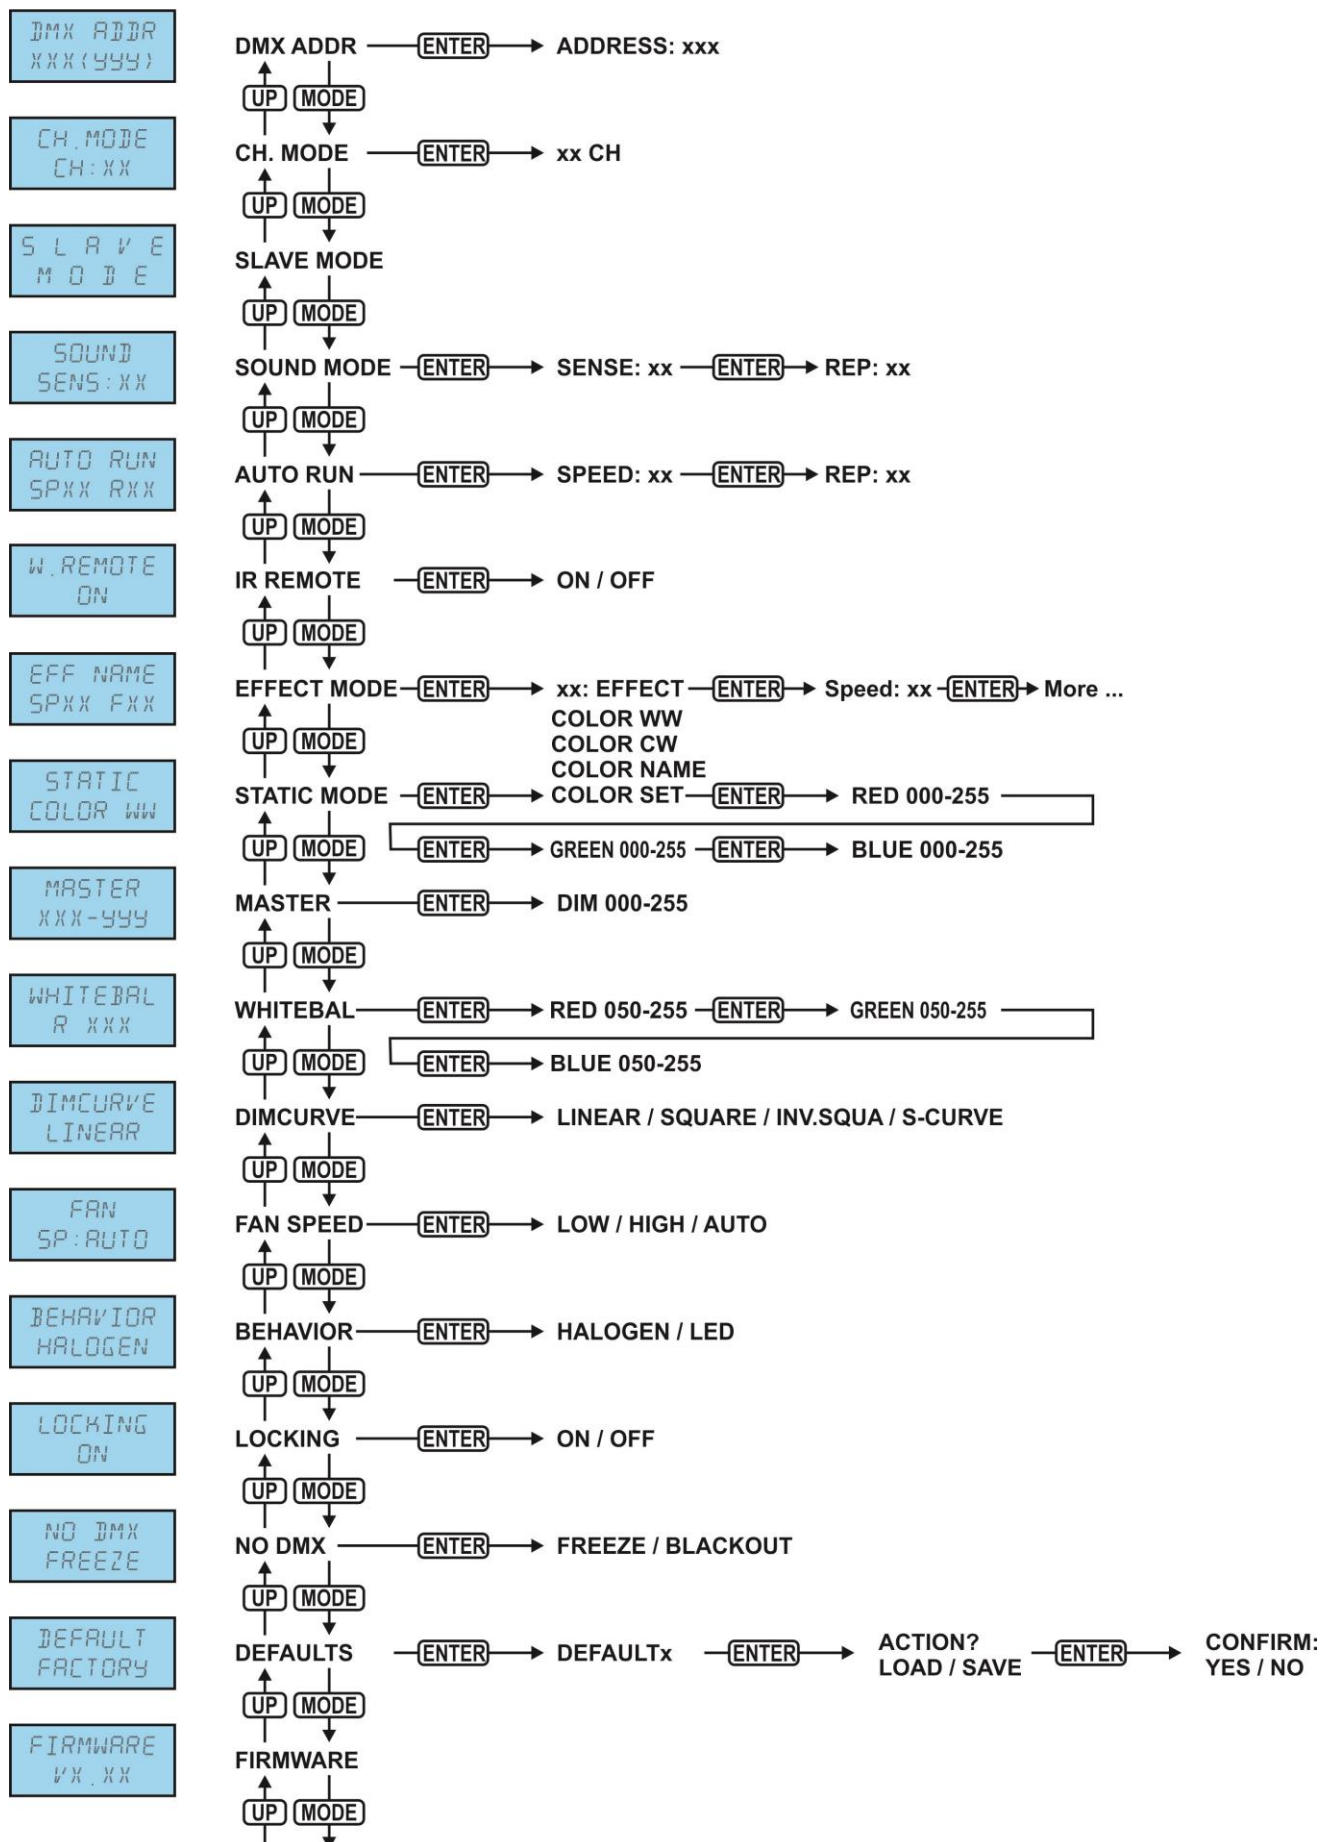 DMX ADDR
XXX(YYY)
DMX ADDR ENTER ADDRESS: xxx
UP MODE
CH.MODE
CH:XX
CH. MODE ENTER xx CH
UP MODE
SLAVE
MODE
SLAVE MODE
UP MODE
SOUND
SENS:XX
SOUND MODE ENTER SENSE: xx ENTER REP: xx
UP MODE
AUTO RUN
SPXX RXX
AUTO RUN ENTER SPEED: xx ENTER REP: xx
UP MODE
W.REMOTE
ON
IR REMOTE ENTER ON / OFF
UP MODE
EFF NAME
SPXX FXX
EFFECT MODE ENTER xx: EFFECT ENTER Speed: xx ENTER More ...
UP MODE
COLOR WW
COLOR CW
COLOR NAME
STATIC
COLOR WW
STATIC MODE ENTER COLOR SET ENTER RED 000-255
UP MODE ENTER GREEN 000-255 ENTER BLUE 000-255
MASTER
XXX-YYY
MASTER ENTER DIM 000-255
UP MODE
WHITEBAL
R XXX
WHITEBAL ENTER RED 050-255 ENTER GREEN 050-255
UP MODE ENTER BLUE 050-255
DIMCURVE
LINEAR
DIMCURVE ENTER LINEAR / SQUARE / INV.SQUA / S-CURVE
UP MODE
FAN
SP:AUTO
FAN SPEED ENTER LOW / HIGH / AUTO
UP MODE
BEHAVIOR
HALOGEN
BEHAVIOR ENTER HALOGEN / LED
UP MODE
LOCKING
ON
LOCKING ENTER ON / OFF
UP MODE
NO DMX
FREEZE
NO DMX ENTER FREEZE / BLACKOUT
UP MODE
DEFAULT
FACTORY
DEFAULTS ENTER DEFAULTx ENTER ACTION?
LOAD / SAVE ENTER CONFIRM:
YES / NO
UP MODE
FIRMWARE
VX.XX
FIRMWARE
UP MODE